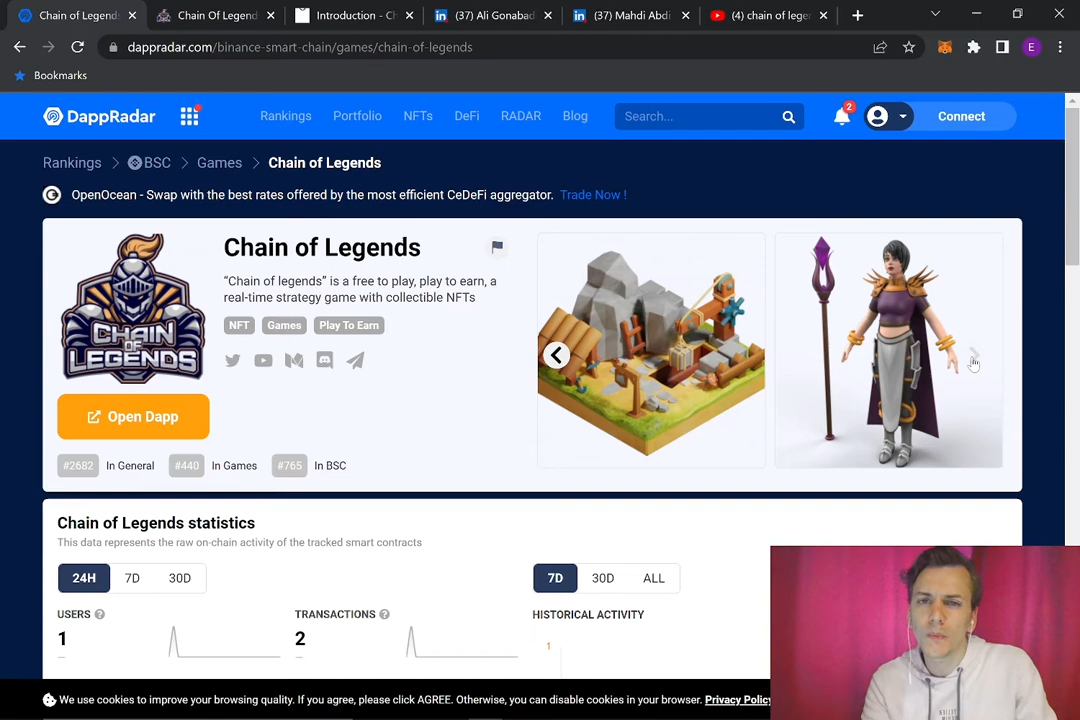 Chain of Legends
Chain Of Legend
Introduction - Ch
(37) Ali Gonabad
(37) Mahdi Abdi
(4) chain of lege
dappradar.com/binance-smart-chain/games/chain-of-legends
E
Bookmarks
DappRadar
Rankings
Portfolio
NFTs
DeFi
RADAR
Blog
Search...
2
Connect
Rankings > BSC > Games > Chain of Legends
OpenOcean - Swap with the best rates offered by the most efficient CeDeFi aggregator. Trade Now !
CHAIN
OF
LEGENDS
Chain of Legends
“Chain of legends” is a free to play, play to earn, a
real-time strategy game with collectible NFTs
NFT
Games
Play To Earn
Open Dapp
#2682 In General
#440 In Games
#765 In BSC
Chain of Legends statistics
This data represents the raw on-chain activity of the tracked smart contracts
24H
7D
30D
7D
30D
ALL
USERS
TRANSACTIONS
HISTORICAL ACTIVITY
1
2
1
We use cookies to improve your browsing quality. If you agree, please click AGREE. Otherwise, you can disable cookies in your browser. Privacy Policy